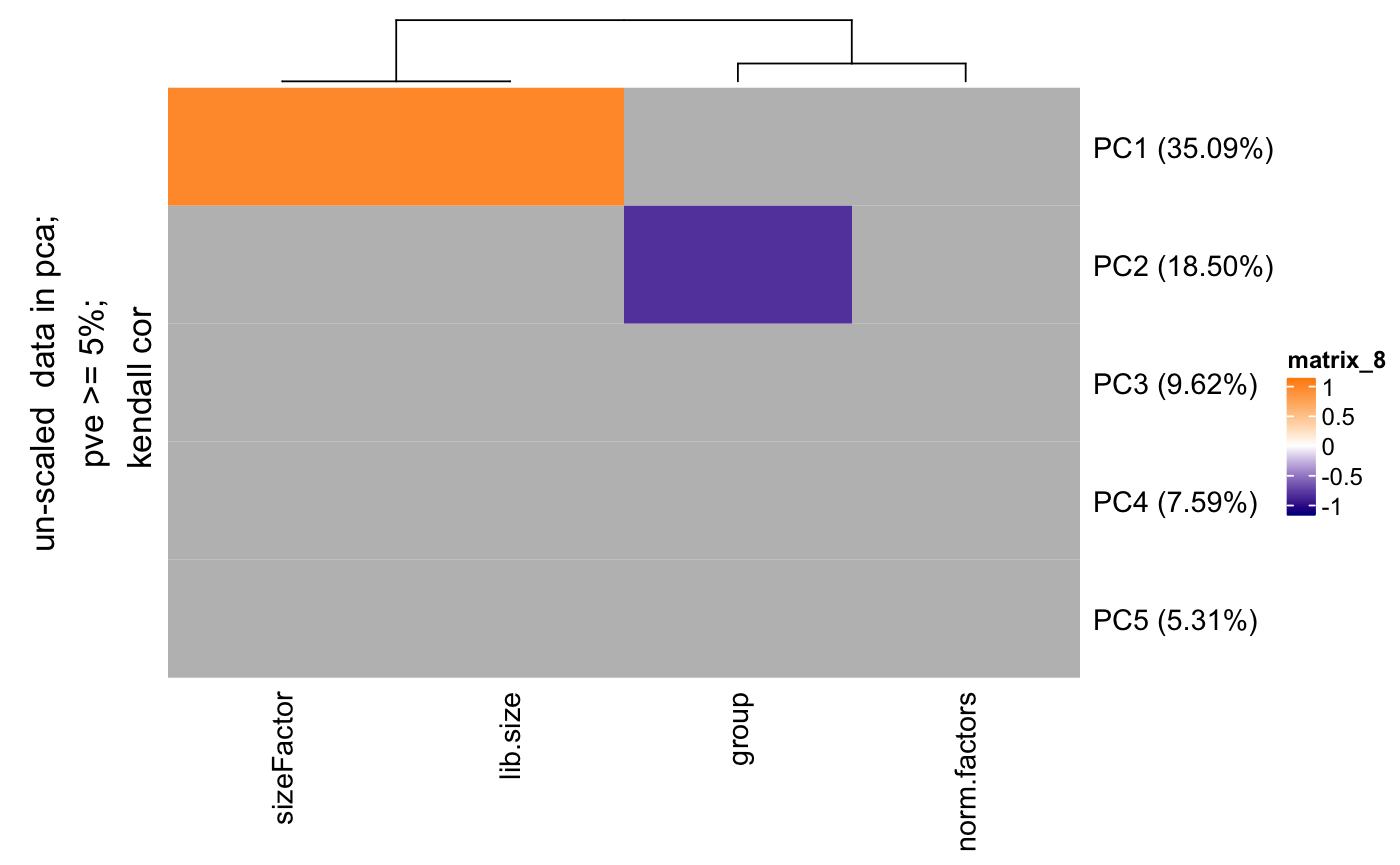 un-scaled  data in pca;
pve >= 5%;
kendall cor
PC1 (35.09%)
PC2 (18.50%)
PC3 (9.62%)
PC4 (7.59%)
PC5 (5.31%)
matrix_8
1
0.5
0
-0.5
-1
sizeFactor
lib.size
group
norm.factors